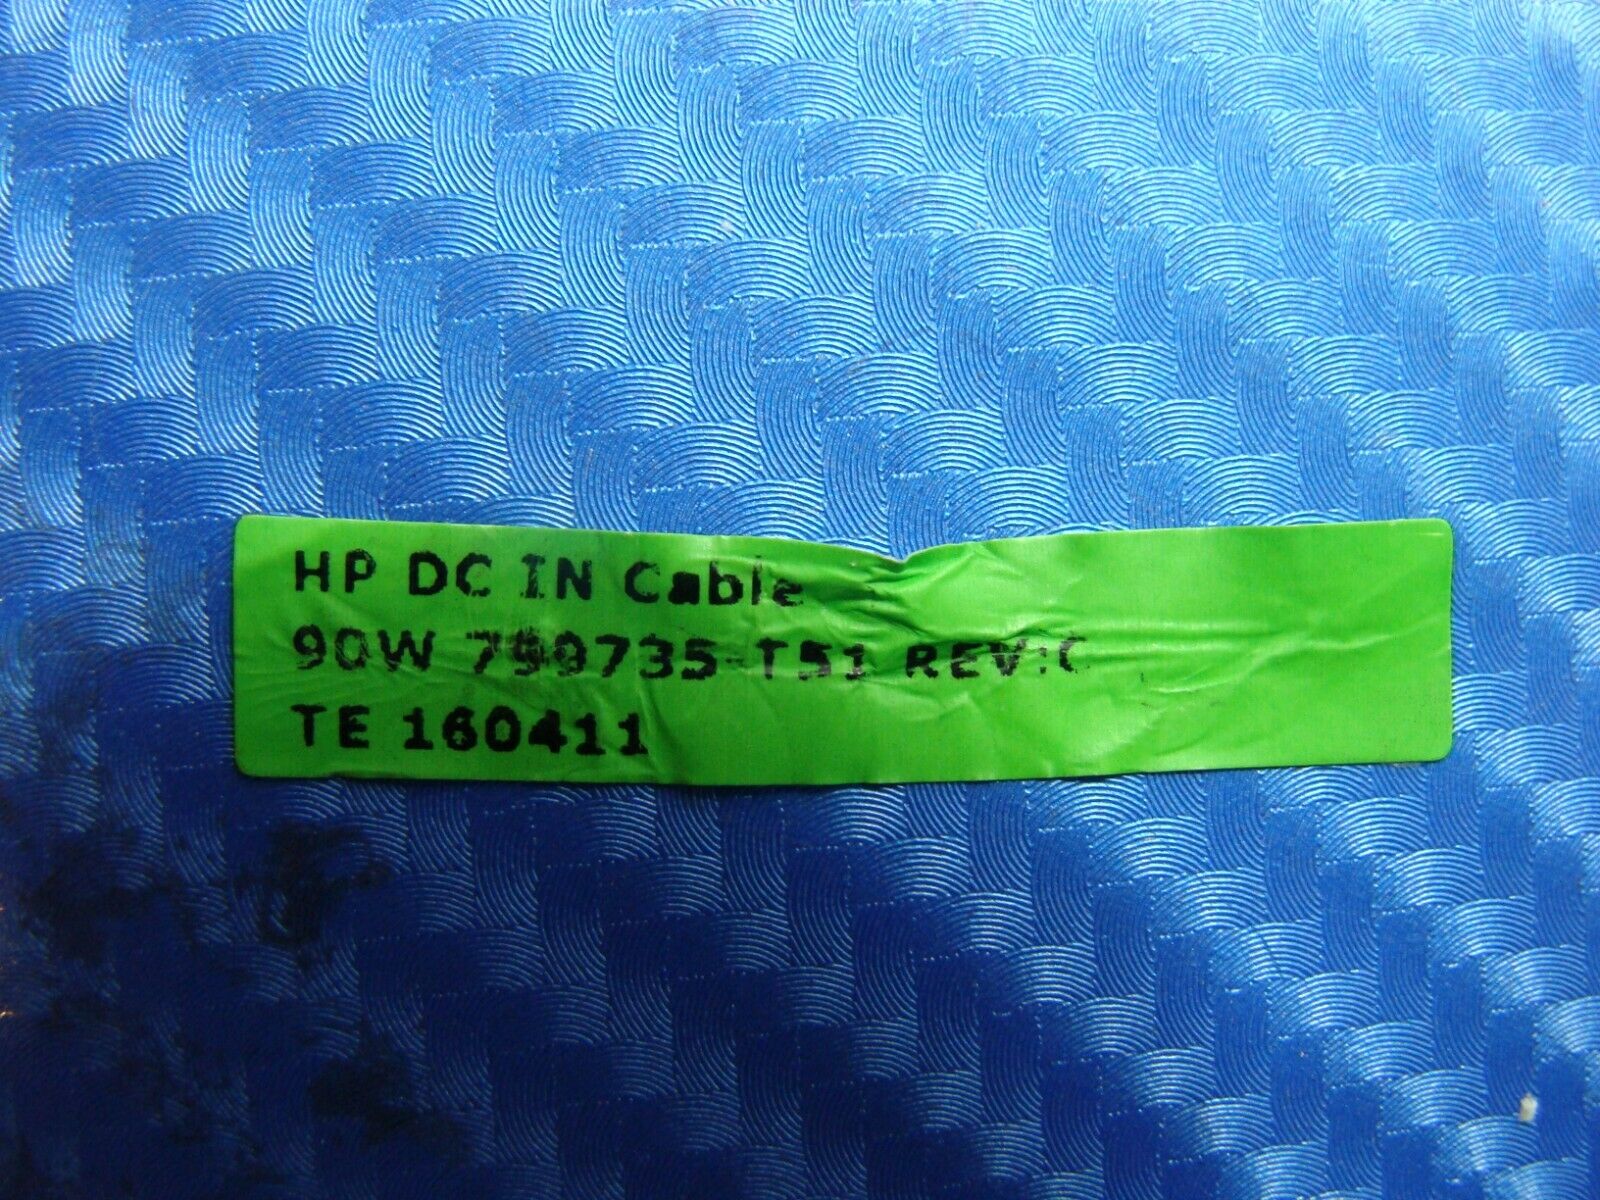 HP DC IN Cable
90W 799735-T51 REV:C
TE 160411